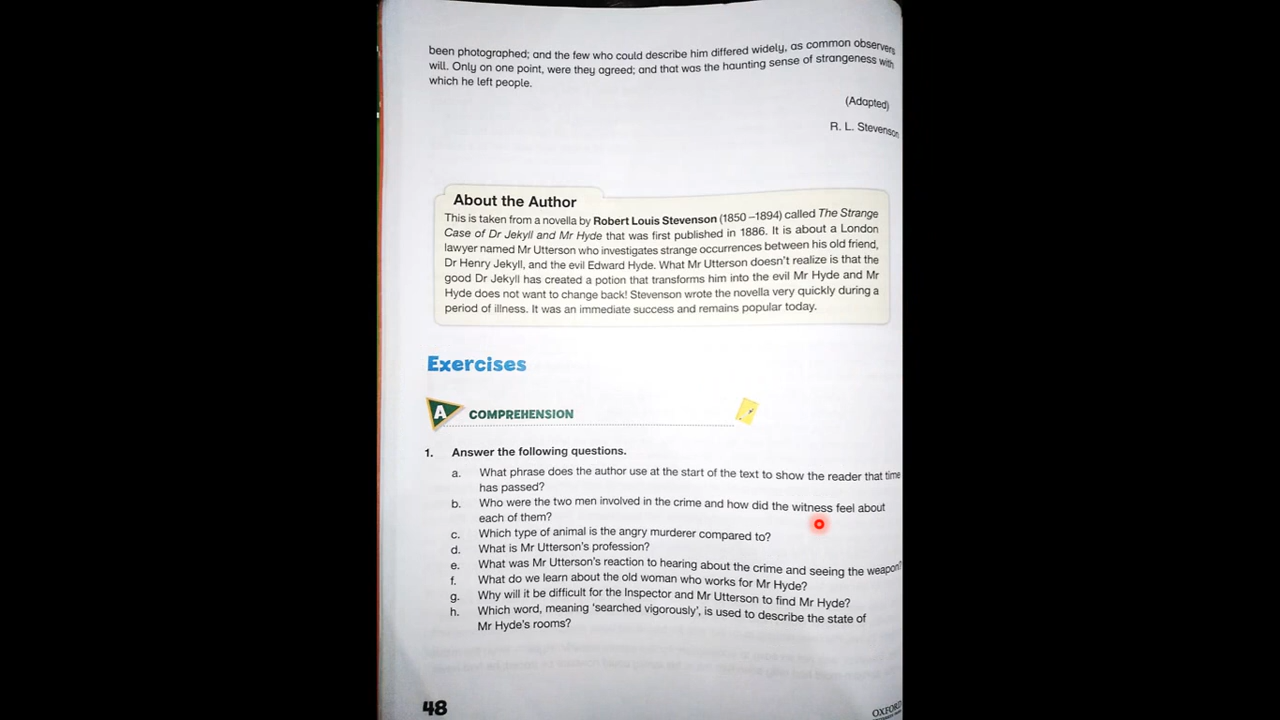 been photographed; and the few who could describe him differed widely, as common observers
will. Only on one point, were they agreed; and that was the haunting sense of strangeness with
which he left people.
(Adapted)
R. L. Stevenson
About the Author
This is taken from a novella by Robert Louis Stevenson (1850–1894) called The Strange
Case of Dr Jekyll and Mr Hyde that was first published in 1886. It is about a London
lawyer named Mr Utterson who investigates strange occurrences between his old friend,
Dr Henry Jekyll, and the evil Edward Hyde. What Mr Utterson doesn't realize is that the
good Dr Jekyll has created a potion that transforms him into the evil Mr Hyde and Mr
Hyde does not want to change back! Stevenson wrote the novella very quickly during a
period of illness. It was an immediate success and remains popular today.
Exercises
A COMPREHENSION
1. Answer the following questions.
a. What phrase does the author use at the start of the text to show the reader that time
has passed?
b. Who were the two men involved in the crime and how did the witness feel about
each of them?
c. Which type of animal is the angry murderer compared to?
d. What is Mr Utterson's profession?
e. What was Mr Utterson's reaction to hearing about the crime and seeing the weapon?
f. What do we learn about the old woman who works for Mr Hyde?
g. Why will it be difficult for the Inspector and Mr Utterson to find Mr Hyde?
h. Which word, meaning 'searched vigorously', is used to describe the state of
Mr Hyde's rooms?
48
OXFORD